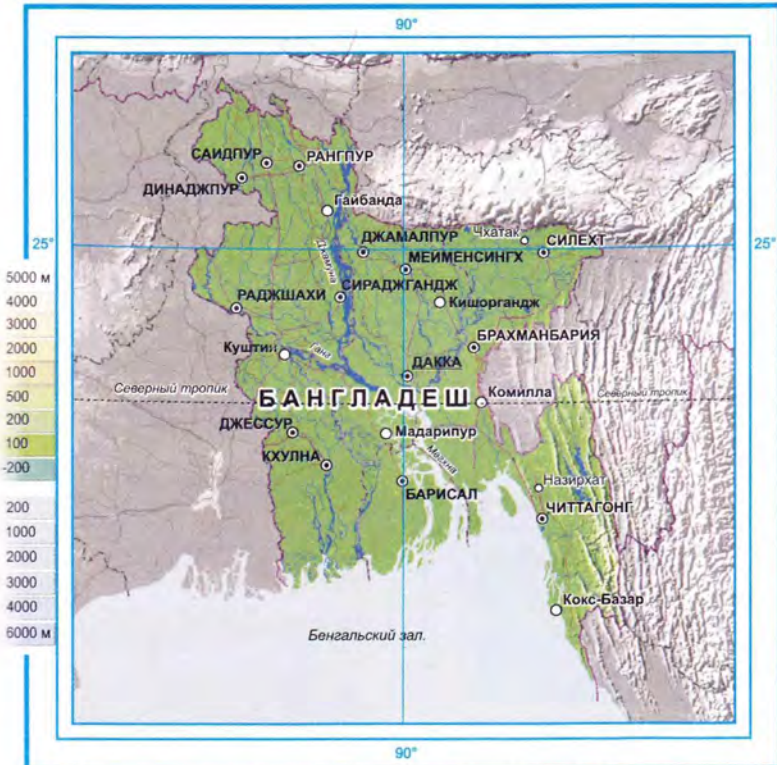 90°
САИДПУР
РАНГПУР
ДИНАДЖПУР
Гайбанда
Чхатак
25°
ДЖАМАЛПУР
СИЛЕХТ
25°
МЕИМЕНСИНГХ
Джамуна
5000 м
4000
3000
2000
1000
500
200
100
-200
200
1000
2000
3000
4000
6000 м
СИРАДЖГАНДЖ
РАДЖШАХИ
Кишоргандж
БРАХМАНБАРИЯ
Куштия
Ганг
ДАККА
Северный тропик
БАНГЛАДЕШ
Комилла
Северный тропик
ДЖЕССУР
Мадарипур
Мегхна
КХУЛНА
Назирхат
БАРИСАЛ
ЧИТТАГОНГ
Кокс-Базар
Бенгальский зал.
90°